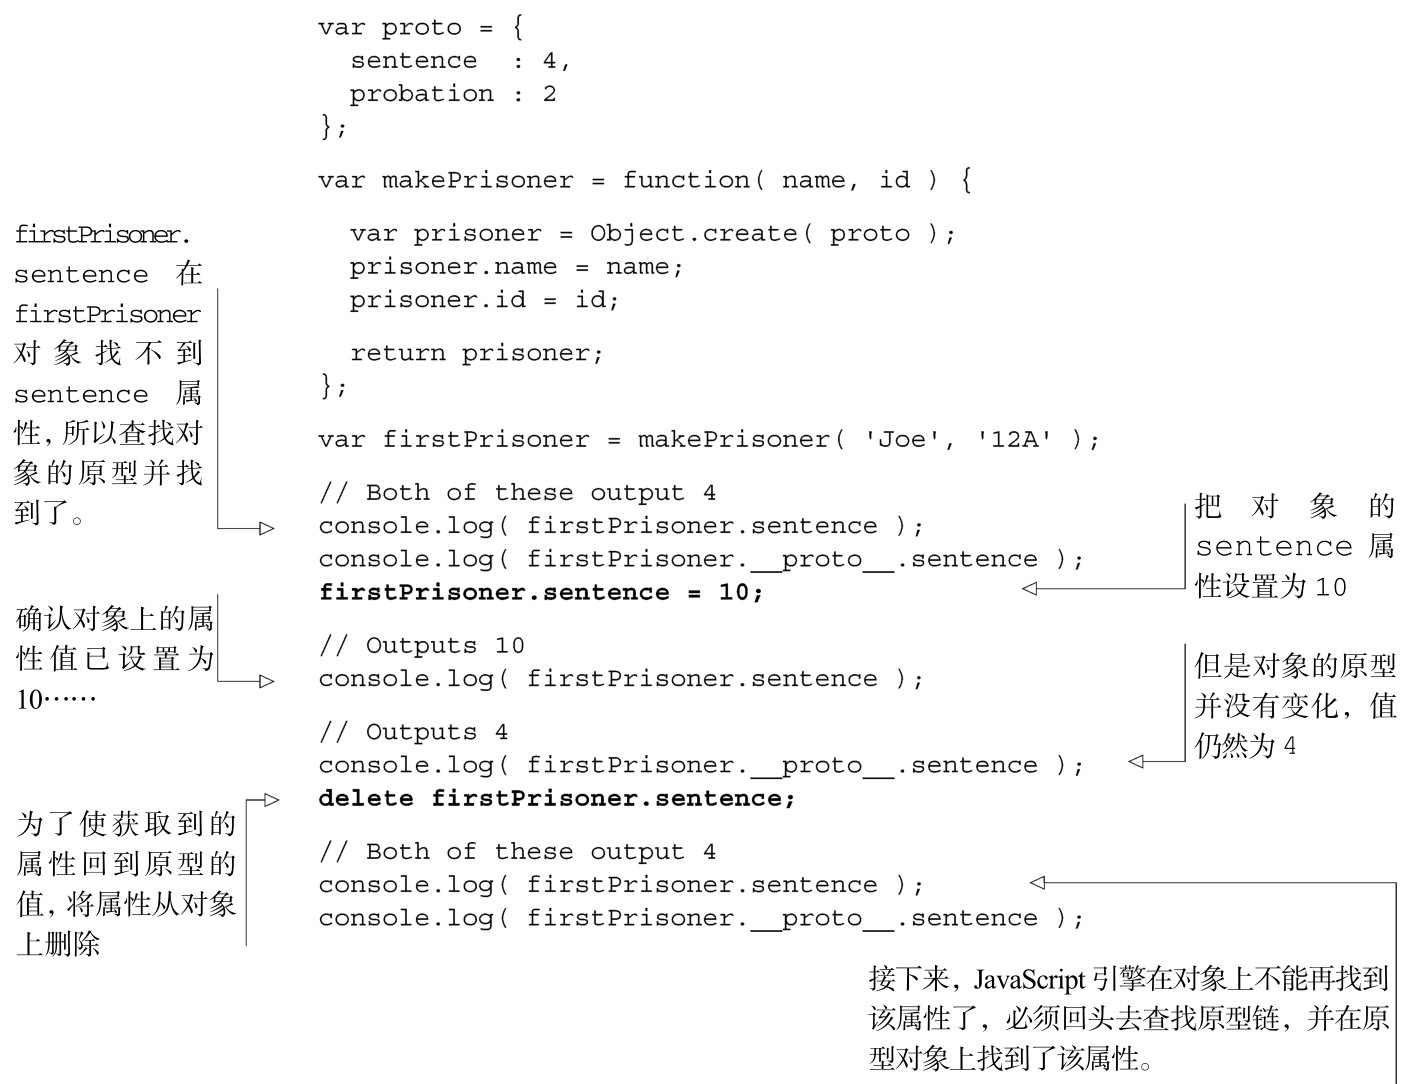 var proto = {
  sentence  : 4,
  probation : 2
};
var makePrisoner = function( name, id ) {
  var prisoner = Object.create( proto );
  prisoner.name = name;
  prisoner.id = id;
  return prisoner;
};
firstPrisoner.
sentence 在
firstPrisoner
对象找不到
sentence 属
性，所以查找对
象的原型并找
到了。
var firstPrisoner = makePrisoner( 'Joe', '12A' );
// Both of these output 4
console.log( firstPrisoner.sentence );
console.log( firstPrisoner.__proto__.sentence );
firstPrisoner.sentence = 10;
把对象的
sentence 属
性设置为 10
确认对象上的属
性值已设置为
10……
// Outputs 10
console.log( firstPrisoner.sentence );
// Outputs 4
console.log( firstPrisoner.__proto__.sentence );
但是对象的原型
并没有变化，值
仍然为 4
delete firstPrisoner.sentence;
为了使获取到的
属性回到原型的
值，将属性从对象
上删除
// Both of these output 4
console.log( firstPrisoner.sentence );
console.log( firstPrisoner.__proto__.sentence );
接下来，JavaScript 引擎在对象上不能再找到
该属性了，必须回头去查找原型链，并在原
型对象上找到了该属性。